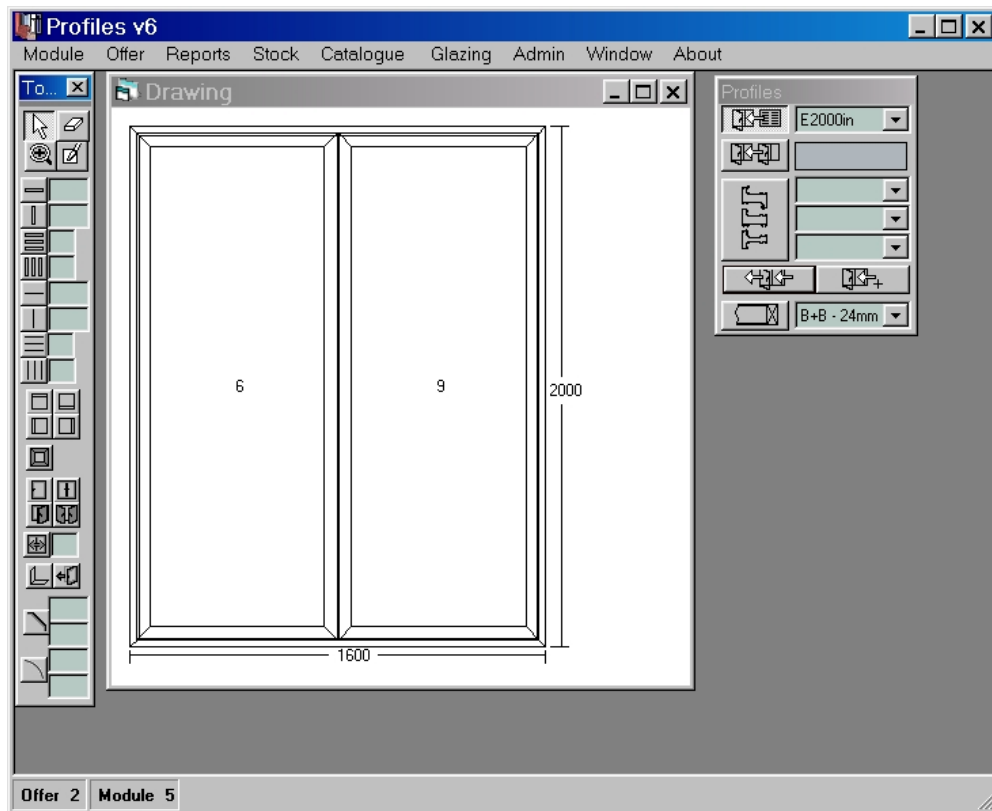 Profiles v6
Module Offer Reports Stock Catalogue Glazing Admin Window About
To...
Drawing
Profiles
E2000in
6
9
2000
B+B - 24mm
1600
Offer 2
Module 5